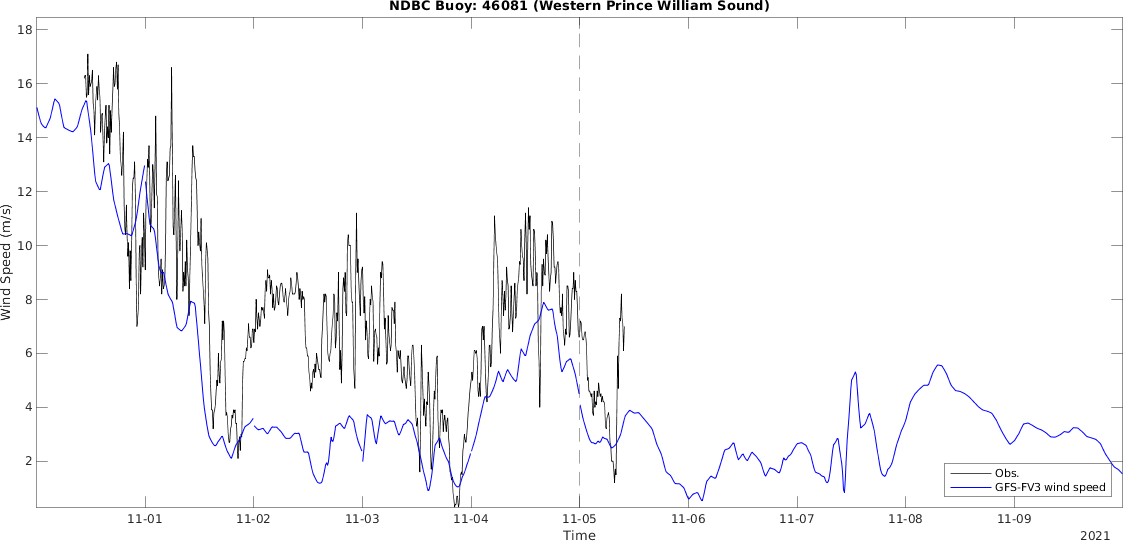 NDBC Buoy: 46081 (Western Prince William Sound)
18
16
14
12
10
8
6
4
2
Wind Speed (m/s)
11-01 11-02 11-03 11-04 11-05 11-06 11-07 11-08 11-09
Time
2021
Obs.
GFS-FV3 wind speed